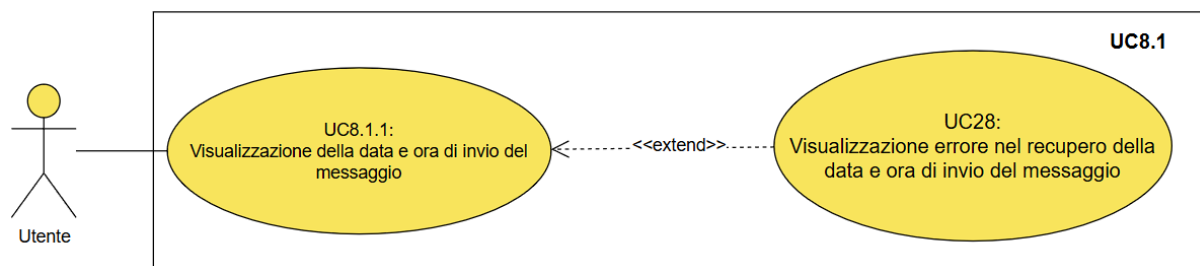 UC8.1
UC8.1.1:
Visualizzazione della data e ora di invio del
messaggio
<<extend>>
UC28:
Visualizzazione errore nel recupero della
data e ora di invio del messaggio
Utente